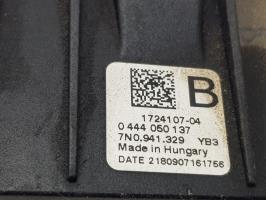 B
1724107-04
0 444 050 137
7N0.941.329 YB3
Made in Hungary
DATE 2180907161756